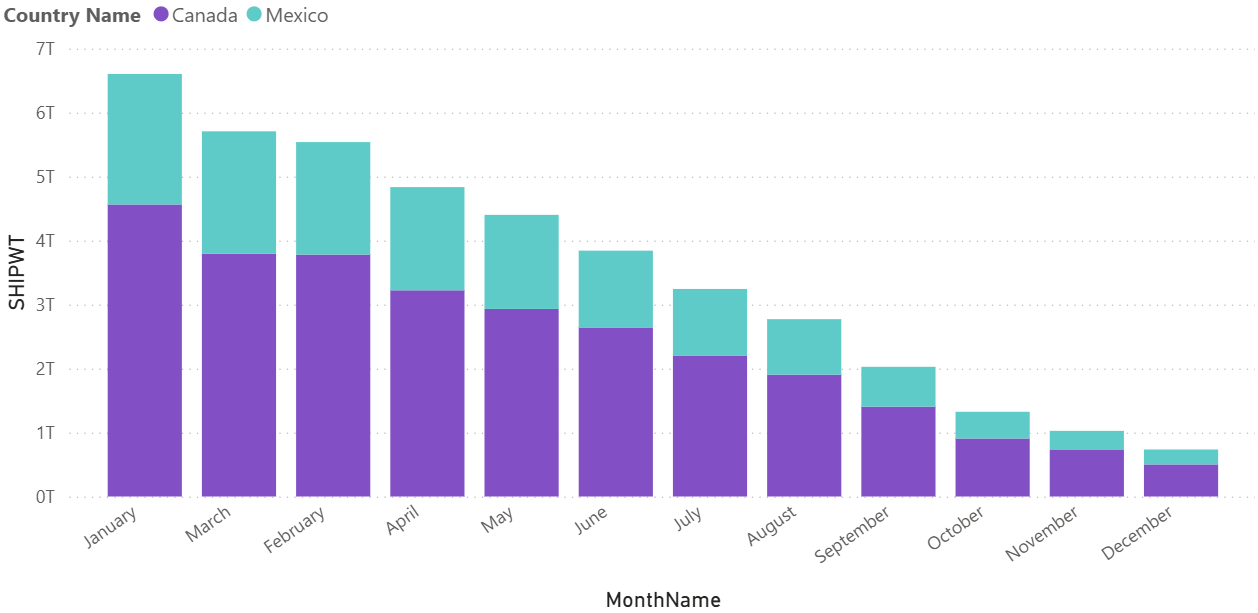 Country Name Canada Mexico
7T
6T
5T
4T
3T
2T
1T
0T
SHIPWT
January March February April May June July August September October November December
MonthName